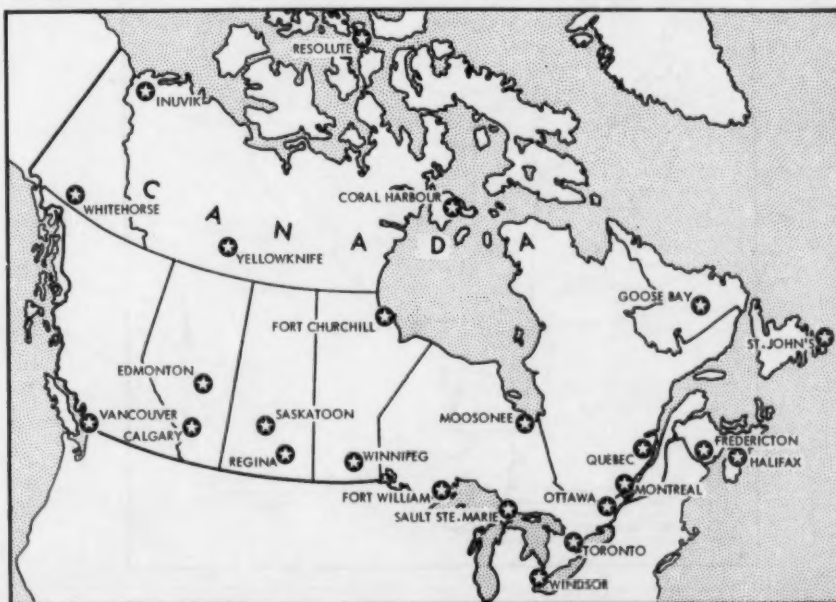 RESOLUTE
INUVIK
WHITEHORSE
CORAL HARBOUR
CANADA
YELLOWKNIFE
GOOSE BAY
FORT CHURCHILL
ST. JOHN'S
EDMONTON
VANCOUVER
CALGARY
SASKATOON
REGINA
WINNIPEG
MOOSONEE
QUEBEC
FREDERICTON
HALIFAX
FORT WILLIAM
OTTAWA
MONTREAL
SAULT STE. MARIE
TORONTO
WINDSOR